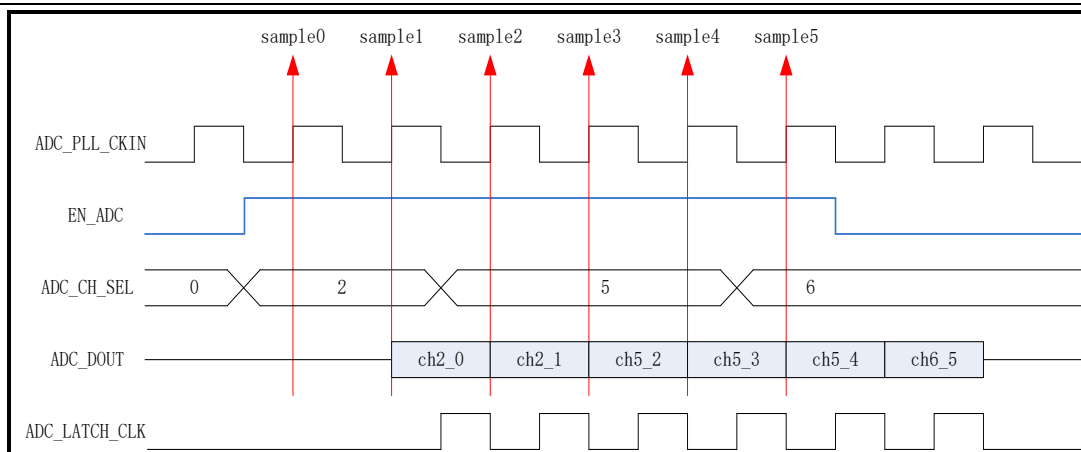 sample0 sample1 sample2 sample3 sample4 sample5
ADC_PLL_CKIN
EN_ADC
ADC_CH_SEL 0 2 5 6
ADC_DOUT ch2_0 ch2_1 ch5_2 ch5_3 ch5_4 ch6_5
ADC_LATCH_CLK